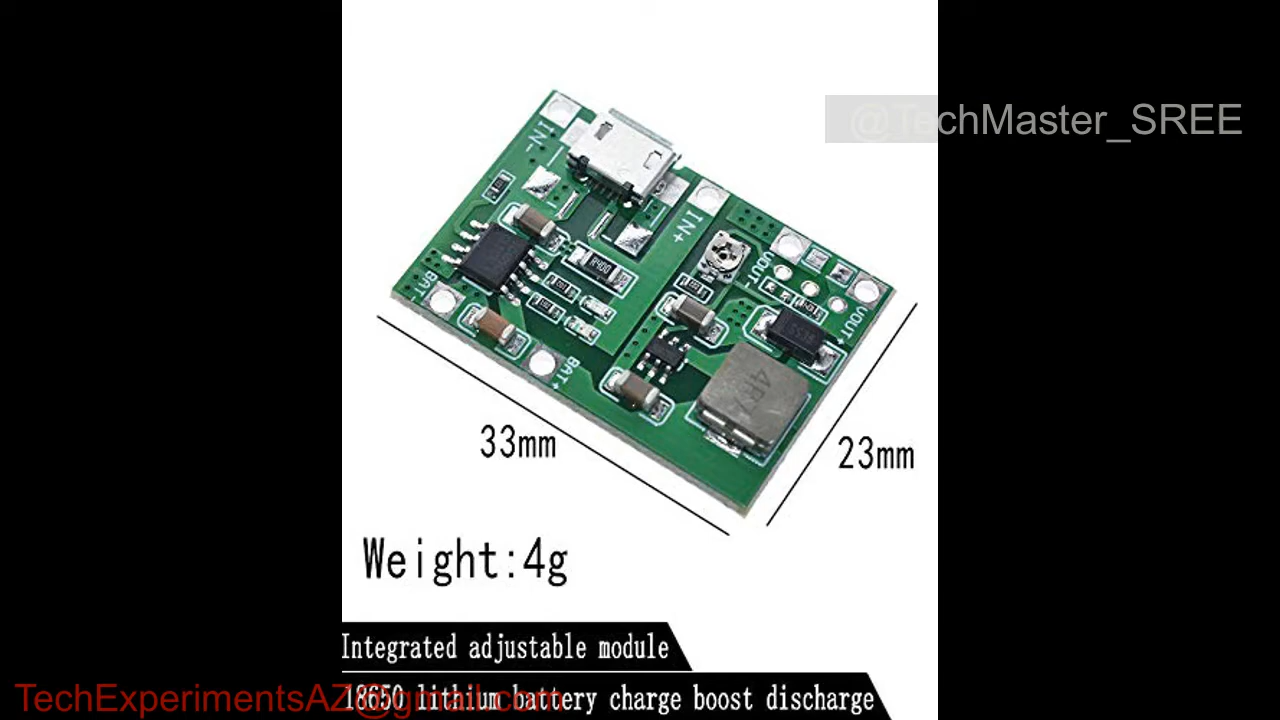 @TechMaster_SREE
IN-
IN+
R400
VOUT-
VOUT
BAT-
BAT+
4R7
33mm
23mm
Weight:4g
Integrated adjustable module
18650 lithium battery charge boost discharge
TechExperimentsAZ@gmail.com